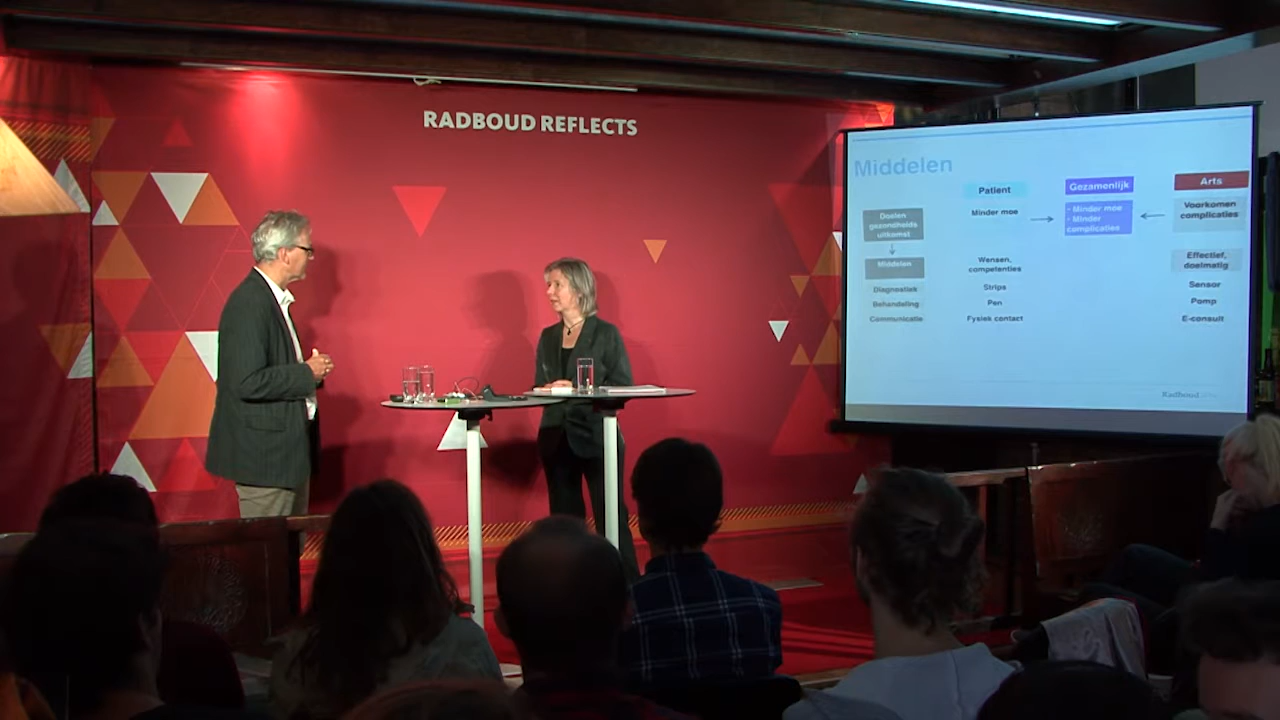 RADBOUD REFLECTS
Middelen
Patient
Gezamenlijk
Arts
Doelen
gezondheids
uitkomst
Minder moe
- Minder moe
- Minder
complicaties
Voorkomen
complicaties
Middelen
Wensen,
competenties
Effectief,
doelmatig
Diagnostiek
Strips
Sensor
Behandeling
Pen
Pomp
Communicatie
Fysiek contact
E-consult
Radboud